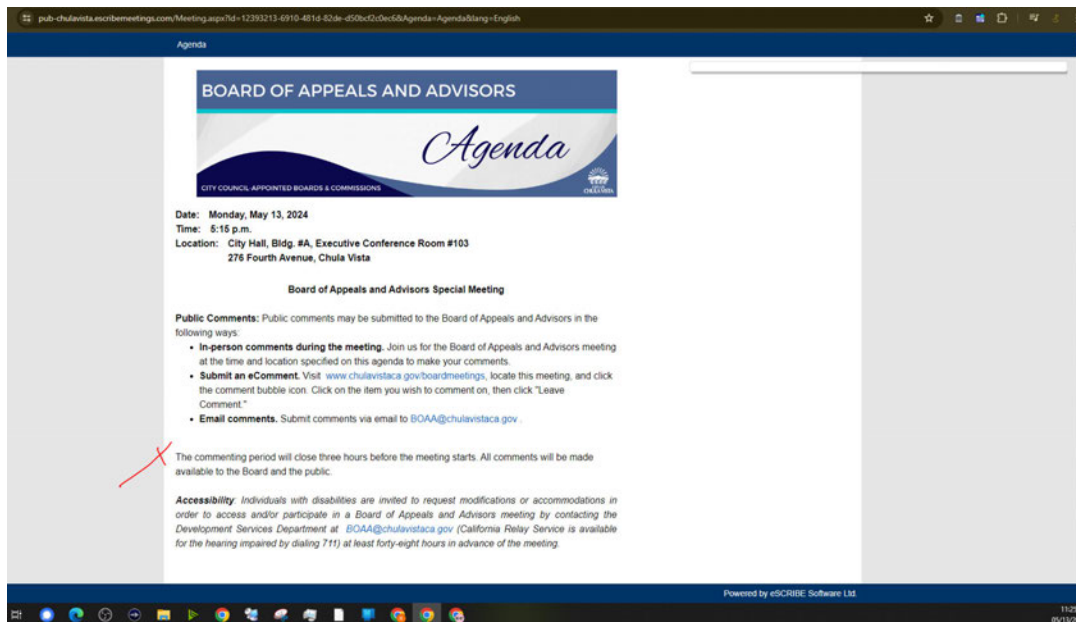 pub-chulavista.escribemeetings.com/Meeting.aspx?Id=12393213-6910-481d-82de-d50bcf2c0ec6&Agenda=Agenda&lang=English
Agenda
BOARD OF APPEALS AND ADVISORS
Agenda
CITY COUNCIL-APPOINTED BOARDS & COMMISSIONS
CITY OF
CHULA VISTA
Date: Monday, May 13, 2024
Time: 5:15 p.m.
Location: City Hall, Bldg. #A, Executive Conference Room #103
276 Fourth Avenue, Chula Vista
Board of Appeals and Advisors Special Meeting
Public Comments: Public comments may be submitted to the Board of Appeals and Advisors in the
following ways:
• In-person comments during the meeting. Join us for the Board of Appeals and Advisors meeting
at the time and location specified on this agenda to make your comments.
• Submit an eComment. Visit www.chulavistaca.gov/boardmeetings, locate this meeting, and click
the comment bubble icon. Click on the item you wish to comment on, then click "Leave
Comment."
• Email comments. Submit comments via email to BOAA@chulavistaca.gov .
The commenting period will close three hours before the meeting starts. All comments will be made
available to the Board and the public.
Accessibility: Individuals with disabilities are invited to request modifications or accommodations in
order to access and/or participate in a Board of Appeals and Advisors meeting by contacting the
Development Services Department at BOAA@chulavistaca.gov (California Relay Service is available
for the hearing impaired by dialing 711) at least forty-eight hours in advance of the meeting.
Powered by eSCRIBE Software Ltd.
11:25
05/13/2